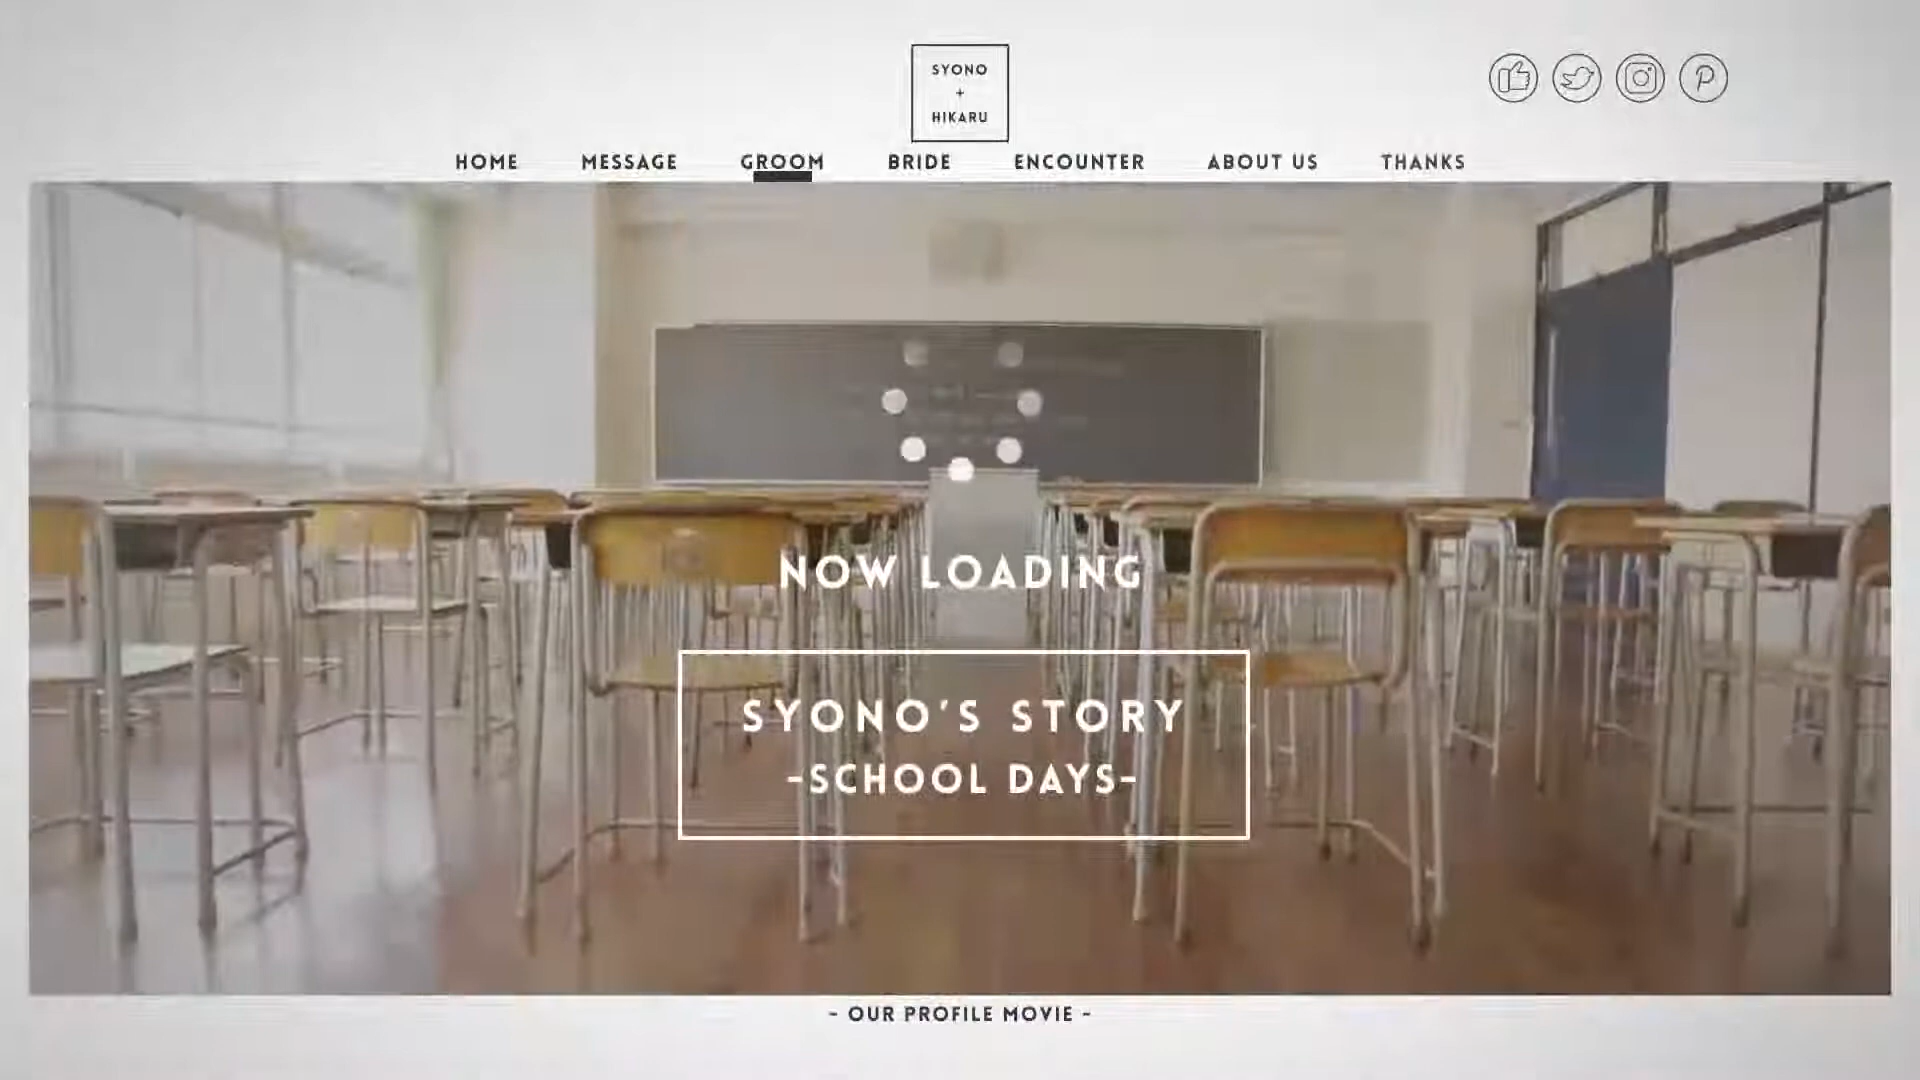 SYONO
+
HIKARU
HOME MESSAGE GROOM BRIDE ENCOUNTER ABOUT US THANKS
NOW LOADING
SYONO'S STORY
-SCHOOL DAYS-
- OUR PROFILE MOVIE -